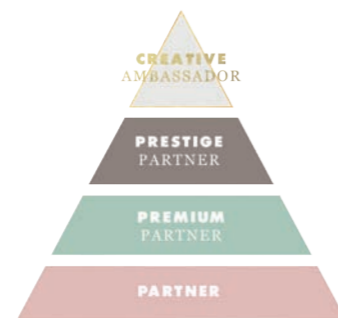 CREATIVE
AMBASSADOR
PRESTIGE
PARTNER
PREMIUM
PARTNER
PARTNER